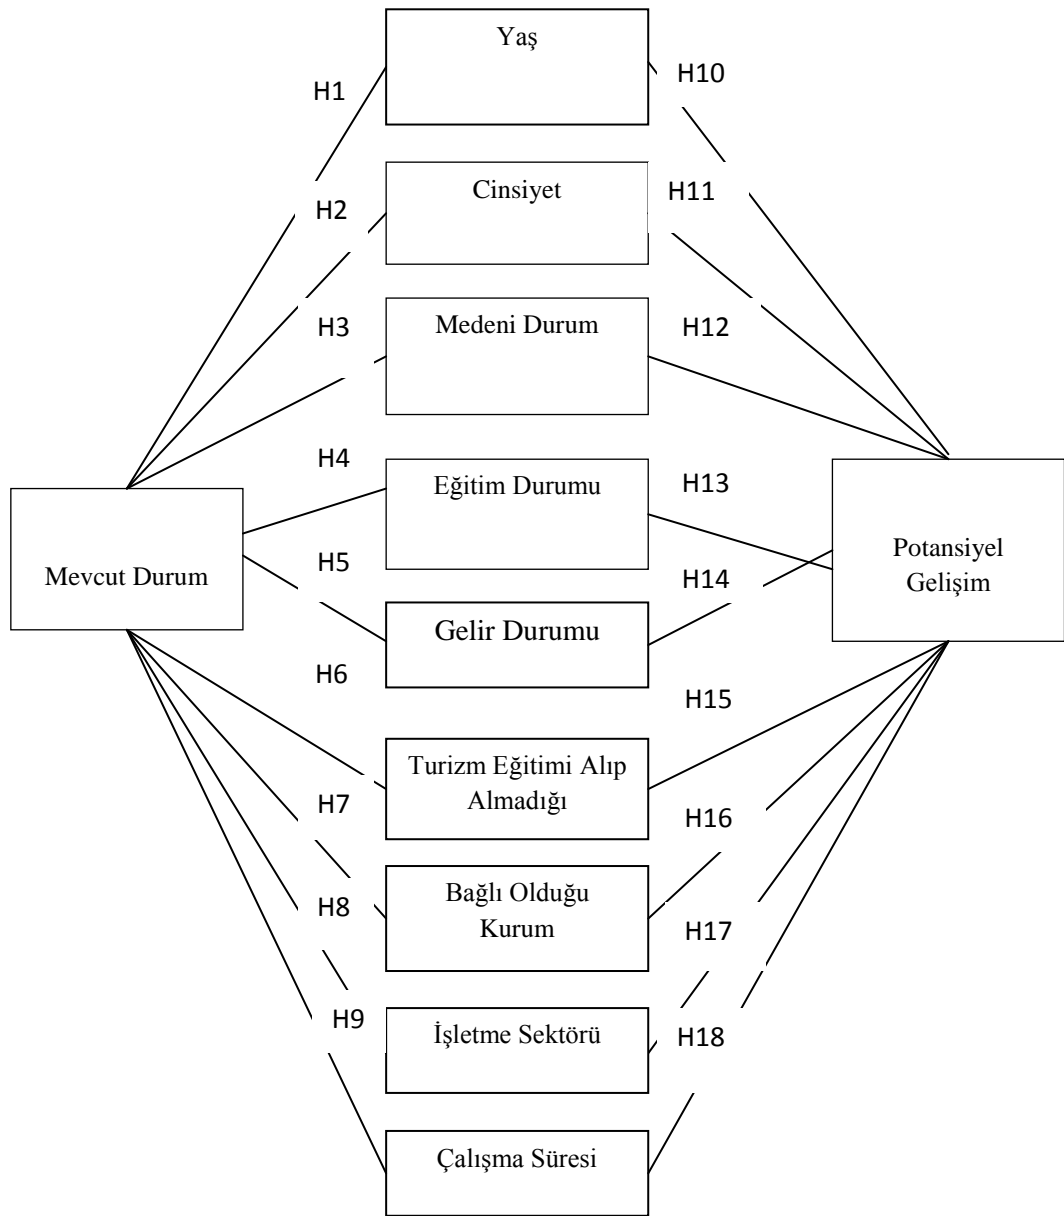 Yaş
H1
H10
Cinsiyet
H2
H11
Medeni Durum
H3
H12
Eğitim Durumu
H4
H13
Mevcut Durum
Potansiyel
Gelişim
H5
H14
Gelir Durumu
H6
H15
Turizm Eğitimi Alıp
Almadığı
H7
H16
Bağlı Olduğu
Kurum
H8
H17
İşletme Sektörü
H9
H18
Çalışma Süresi